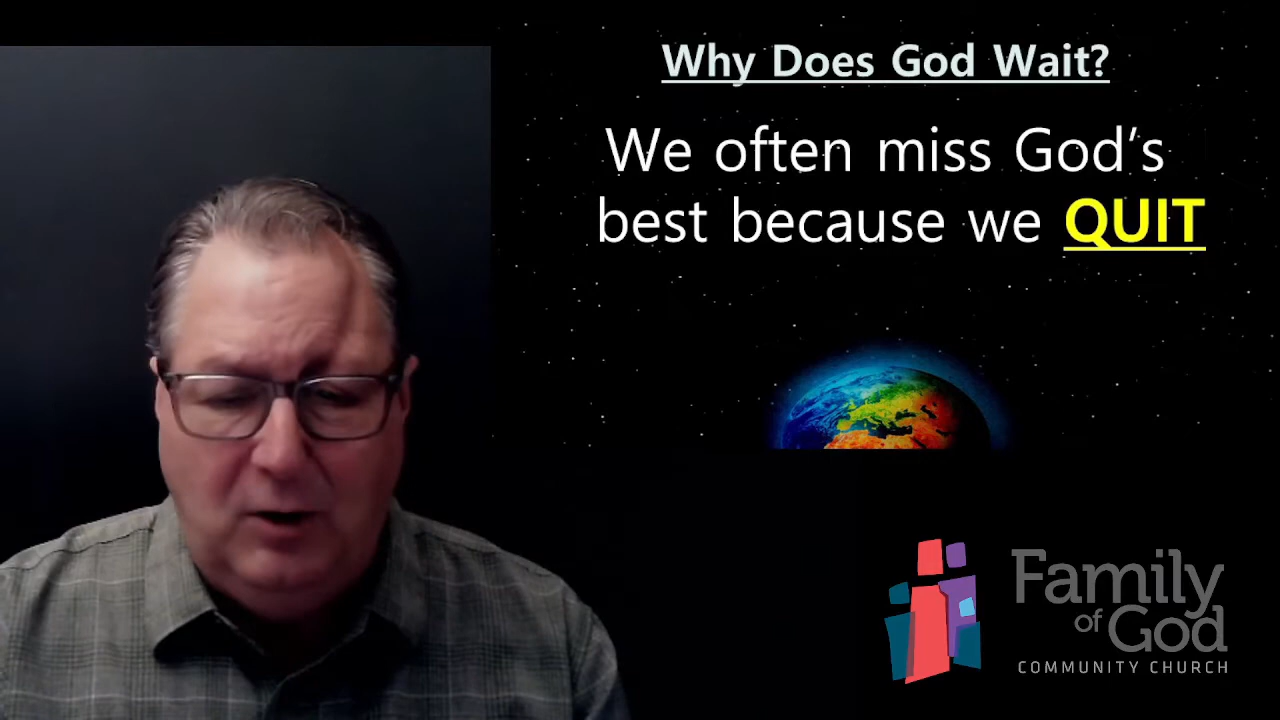 Why Does God Wait?
We often miss God's
best because we QUIT
Family
of God
COMMUNITY CHURCH